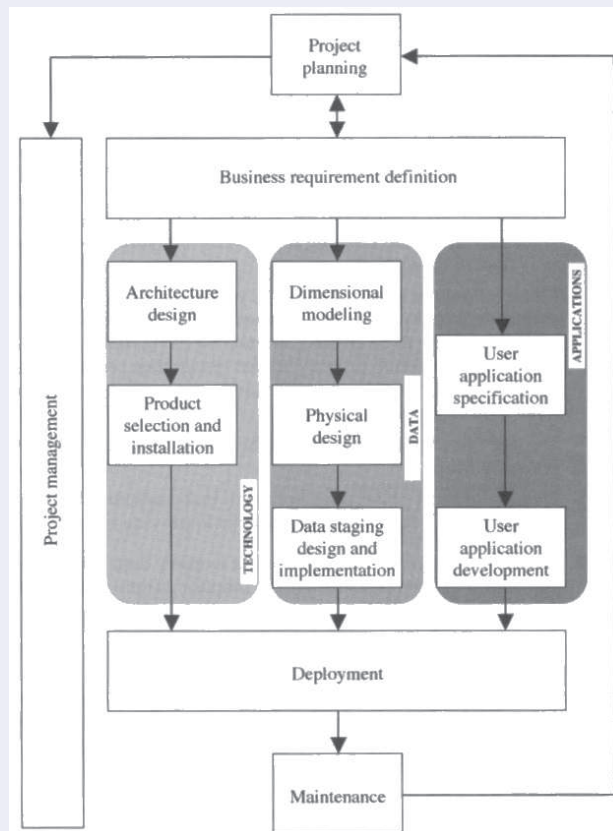 Project
planning
Business requirement definition
Architecture
design
Dimensional
modeling
APPLICATIONS
User
application
specification
Product
selection and
installation
Physical
design
DATA
Project management
TECHNOLOGY
Data staging
design and
implementation
User
application
development
Deployment
Maintenance